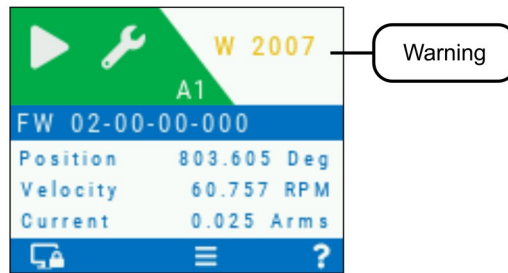 W 2007
Warning
A1
FW 02-00-00-000
Position 803.605 Deg
Velocity 60.757 RPM
Current 0.025 Arms
?